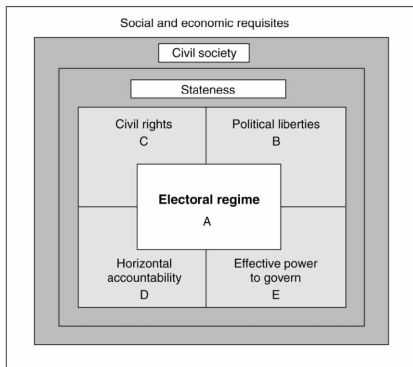 Social and economic requisites
Civil society
Stateness
Civil rights
C
Political liberties
B
Electoral regime
A
Horizontal
accountability
D
Effective power
to govern
E